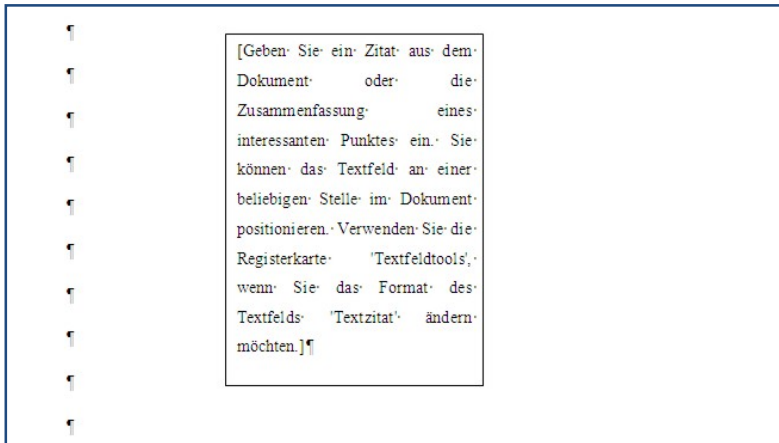 [Geben Sie ein Zitat aus dem
Dokument oder die
Zusammenfassung eines
interessanten Punktes ein. Sie
können das Textfeld an einer
beliebigen Stelle im Dokument
positionieren. Verwenden Sie die
Registerkarte 'Textfeldtools',
wenn Sie das Format des
Textfelds 'Textzitat' ändern
möchten.]¶